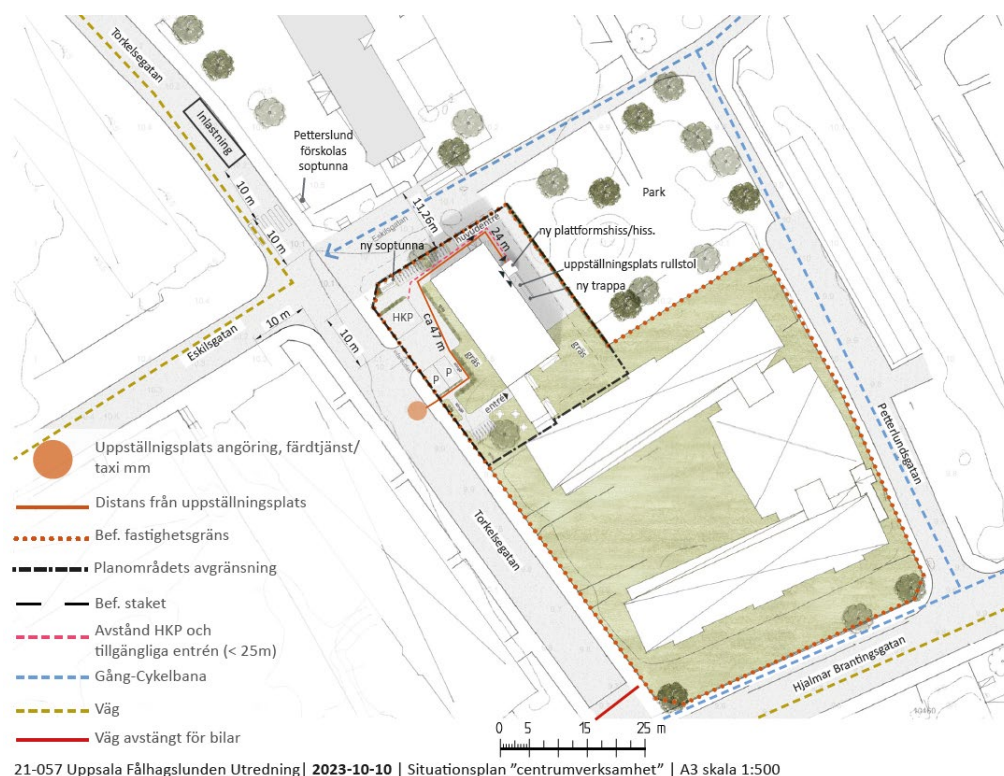 Torkelsegatan
Inlastning
Petterslund
förskolas
soptunna
10 m
10 m
11,26m
Eskilsgatan
huvudentré
24 m
ny soptunna
Park
ny plattformshiss/hiss.
uppställningsplats rullstol
ny trappa
HKP
ca 47 m
gräs
gräs
P
P
entré
Eskilsgatan
10 m
10 m
Petterlundsgatan
Torkelsegatan
Hjalmar Brantingsgatan
Uppställnigsplats angöring, färdtjänst/
taxi mm
Distans från uppställningsplats
Bef. fastighetsgräns
Planområdets avgränsning
Bef. staket
Avstånd HKP och
tillgängliga entrén (< 25m)
Gång-Cykelbana
Väg
Väg avstängt för bilar
0 5 15 25 m
21-057 Uppsala Fålhagslunden Utredning| 2023-10-10 | Situationsplan ”centrumverksamhet” | A3 skala 1:500